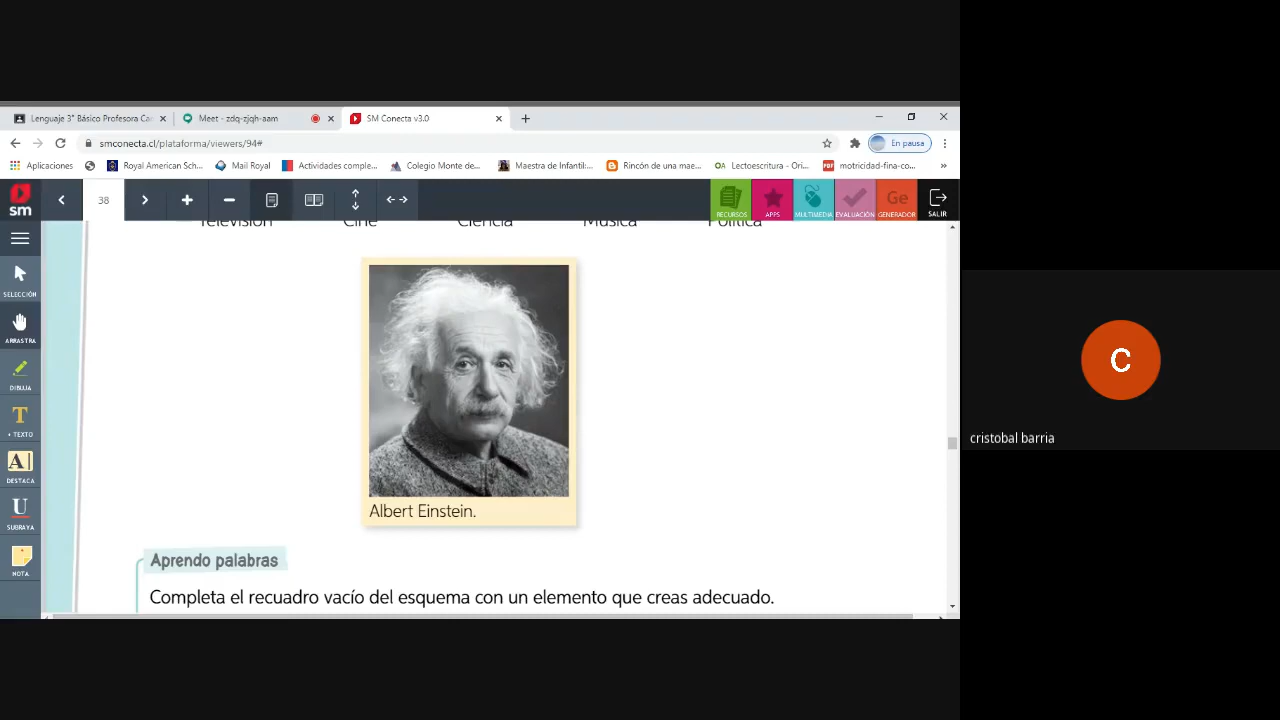 Lenguaje 3° Básico Profesora Ca
Meet - zdq-zjqh-aam
SM Conecta v3.0
smconecta.cl/plataforma/viewers/94#
En pausa
Aplicaciones
Royal American Sch...
Mail Royal
Actividades comple...
Colegio Monte de...
Maestra de Infantil:...
Rincón de una mae...
Lectoescritura - Ori...
motricidad-fina-co...
sm
38
RECURSOS
APPS
MULTIMEDIA
EVALUACIÓN
Ge
GENERADOR
SALIR
SELECCIÓN
ARRASTRA
DIBUJA
T
+ TEXTO
A
DESTACA
U
SUBRAYA
NOTA
Televisión Cine Ciencia Música Política
Albert Einstein.
Aprendo palabras
Completa el recuadro vacío del esquema con un elemento que creas adecuado.
C
cristobal barria